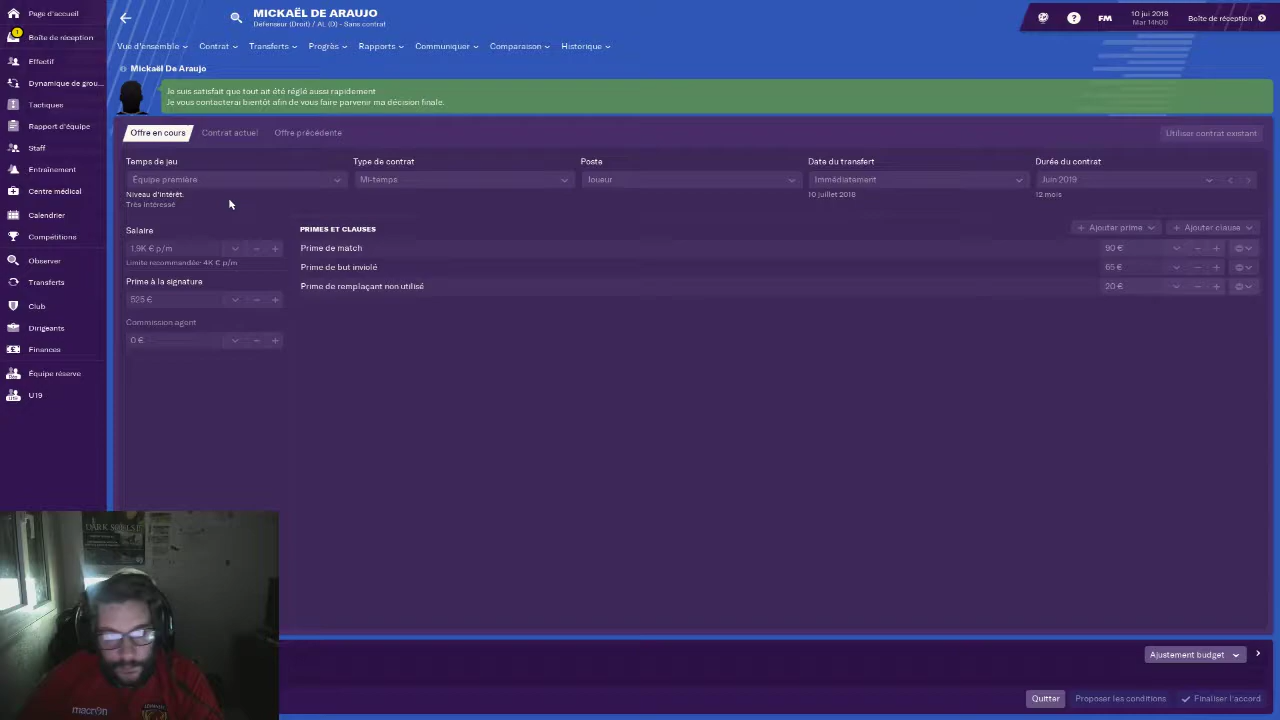 Page d'accueil
1
Boîte de réception
Effectif
Dynamique de grou...
Tactiques
Rapport d'équipe
Staff
Entraînement
Centre médical
Calendrier
Compétitions
Observer
Transferts
Club
Dirigeants
Finances
Équipe réserve
U19
MICKAËL DE ARAUJO
Défenseur (Droit) / AL (D) - Sans contrat
?
FM
10 jui 2018
Mar 14h00
Boîte de réception
Vue d'ensemble
Contrat
Transferts
Progrès
Rapports
Communiquer
Comparaison
Historique
Mickaël De Araujo
Je suis satisfait que tout ait été réglé aussi rapidement
Je vous contacterai bientôt afin de vous faire parvenir ma décision finale.
Offre en cours
Contrat actuel
Offre précédente
Utiliser contrat existant
Temps de jeu
Type de contrat
Poste
Date du transfert
Durée du contrat
Équipe première
Mi-temps
Joueur
Immédiatement
Juin 2019
Niveau d'intérêt:
Très intéressé
10 juillet 2018
12 mois
Salaire
1,9K € p/m
Limite recommandée: 4K € p/m
Prime à la signature
525 €
Commission agent
0 €
PRIMES ET CLAUSES
+ Ajouter prime
+ Ajouter clause
Prime de match
90 €
Prime de but inviolé
65 €
Prime de remplaçant non utilisé
20 €
DARK SOULS II
macron
Ajustement budget
Quitter
Proposer les conditions
Finaliser l'accord